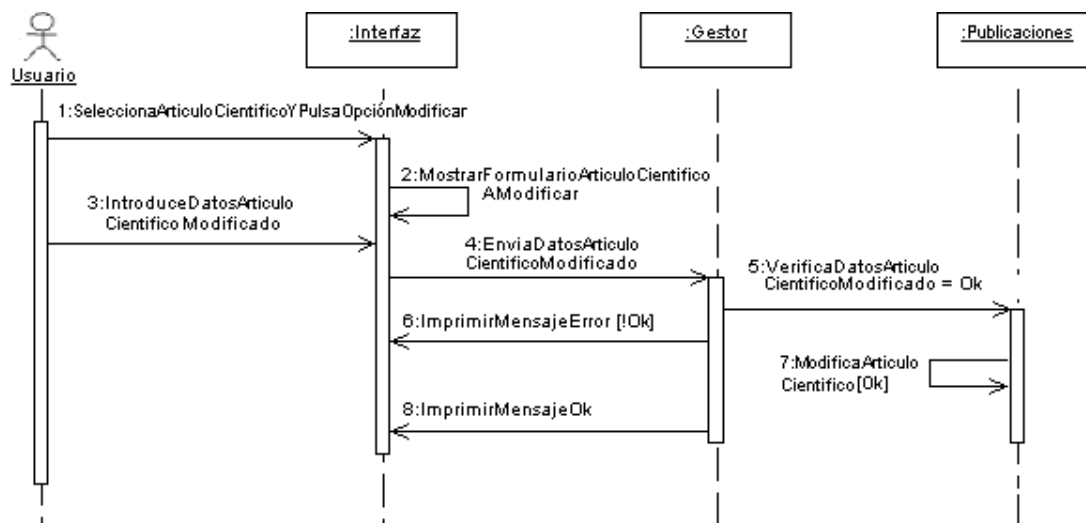 :Interfaz
:Gestor
:Publicaciones
Usuario
1:SeleccionaArticuloCientificoYPulsaOpciónModificar
2:MostrarFormularioArticuloCientifico
AModificar
3:IntroduceDatosArticulo
Cientifico Modificado
4:EnviaDatosArticulo
CientificoModificado
5:VerificaDatosArticulo
CientificoModificado = Ok
6:ImprimirMensajeError [!Ok]
7:ModificaArticulo
Cientifico[Ok]
8:ImprimirMensajeOk